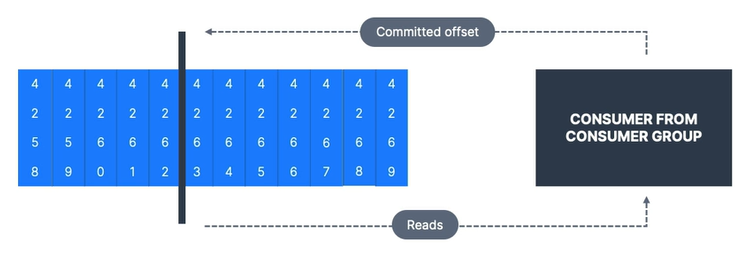 Committed offset
4 4 4 4 4 4 4 4 4 4 4 4
2 2 2 2 2 2 2 2 2 2 2 2
5 5 6 6 6 6 6 6 6 6 6 6
8 9 0 1 2 3 4 5 6 7 8 9
CONSUMER FROM
CONSUMER GROUP
Reads